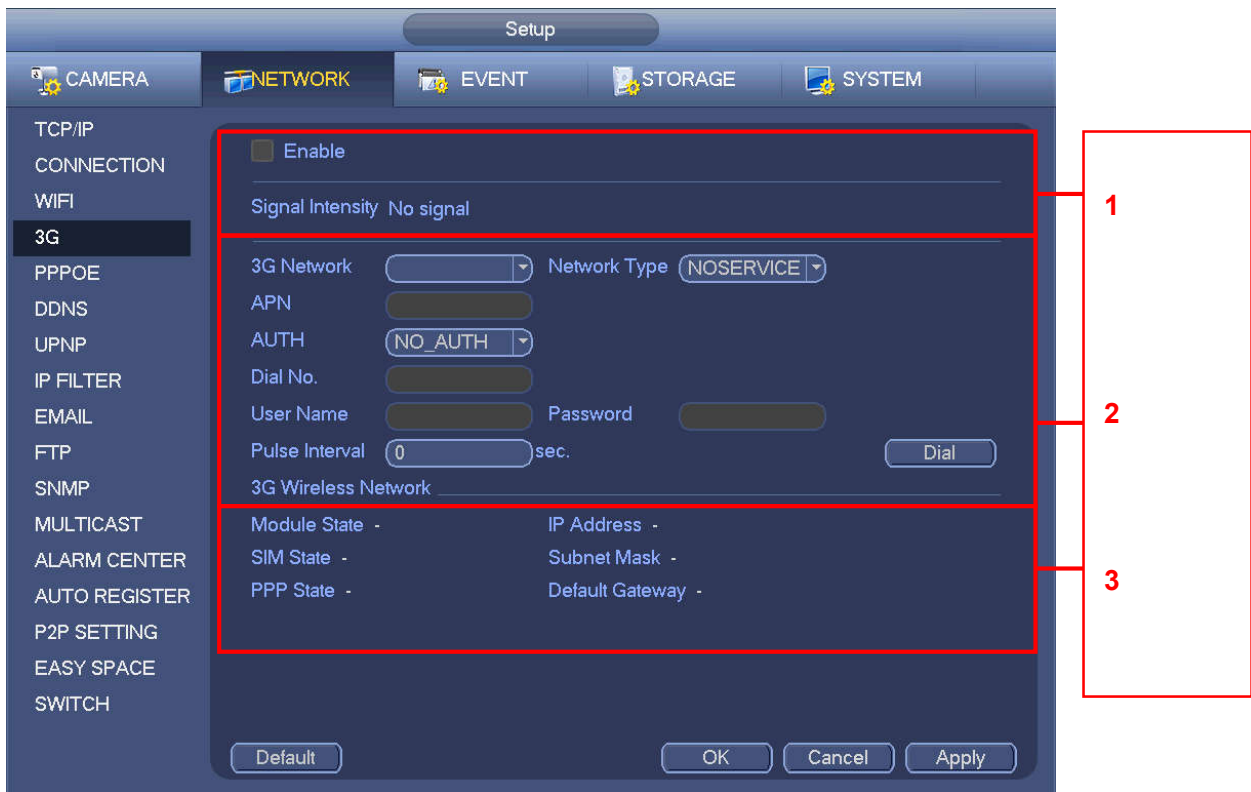 Setup
CAMERA NETWORK EVENT STORAGE SYSTEM
TCP/IP
CONNECTION
WIFI
3G
PPPOE
DDNS
UPNP
IP FILTER
EMAIL
FTP
SNMP
MULTICAST
ALARM CENTER
AUTO REGISTER
P2P SETTING
EASY SPACE
SWITCH
Enable
Signal Intensity No signal
1
3G Network Network Type NOSERVICE
APN
AUTH NO_AUTH
Dial No.
User Name Password
Pulse Interval 0 sec. Dial
3G Wireless Network
2
Module State - IP Address -
SIM State - Subnet Mask -
PPP State - Default Gateway -
3
Default OK Cancel Apply